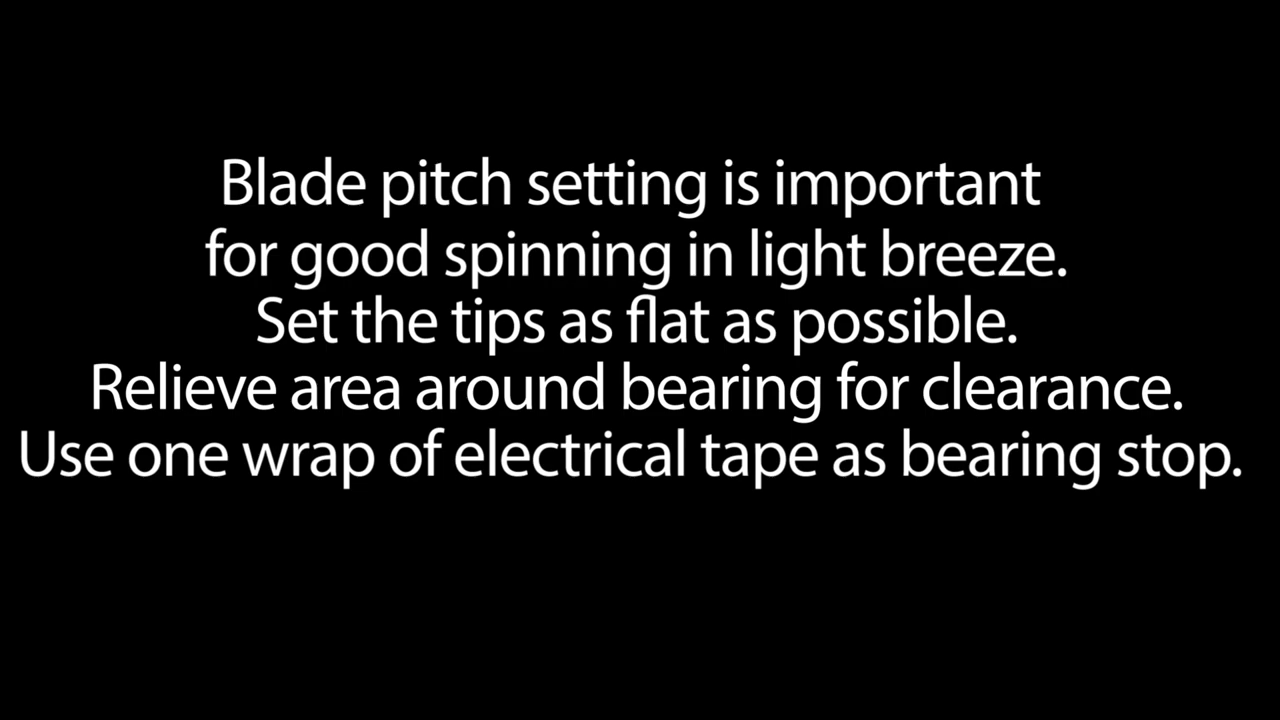 Blade pitch setting is important
for good spinning in light breeze.
Set the tips as flat as possible.
Relieve area around bearing for clearance.
Use one wrap of electrical tape as bearing stop.